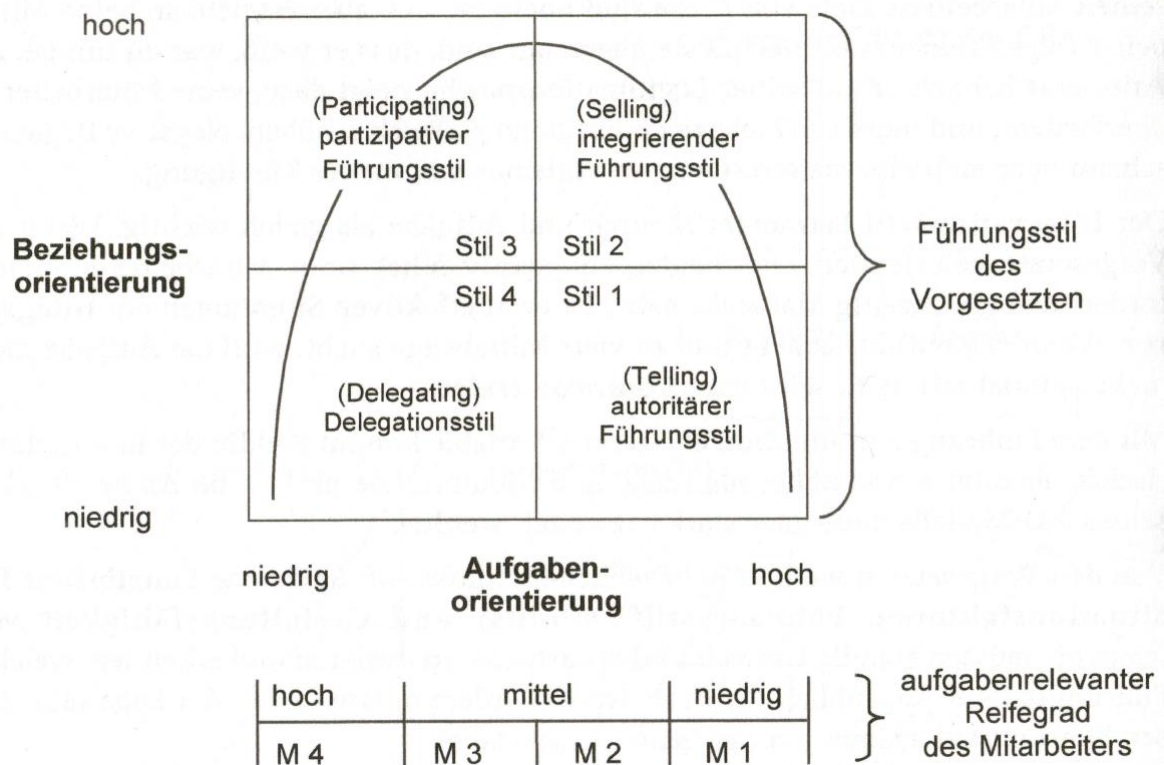 hoch
(Participating)
partizipativer
Führungsstil
(Selling)
integrierender
Führungsstil
Beziehungs-
orientierung
Stil 3
Stil 2
Stil 4
Stil 1
Führungsstil
des
Vorgesetzten
(Delegating)
Delegationsstil
(Telling)
autoritärer
Führungsstil
niedrig
niedrig
Aufgaben-
orientierung
hoch
hoch
mittel
niedrig
M 4
M 3
M 2
M 1
aufgabenrelevanter
Reifegrad
des Mitarbeiters